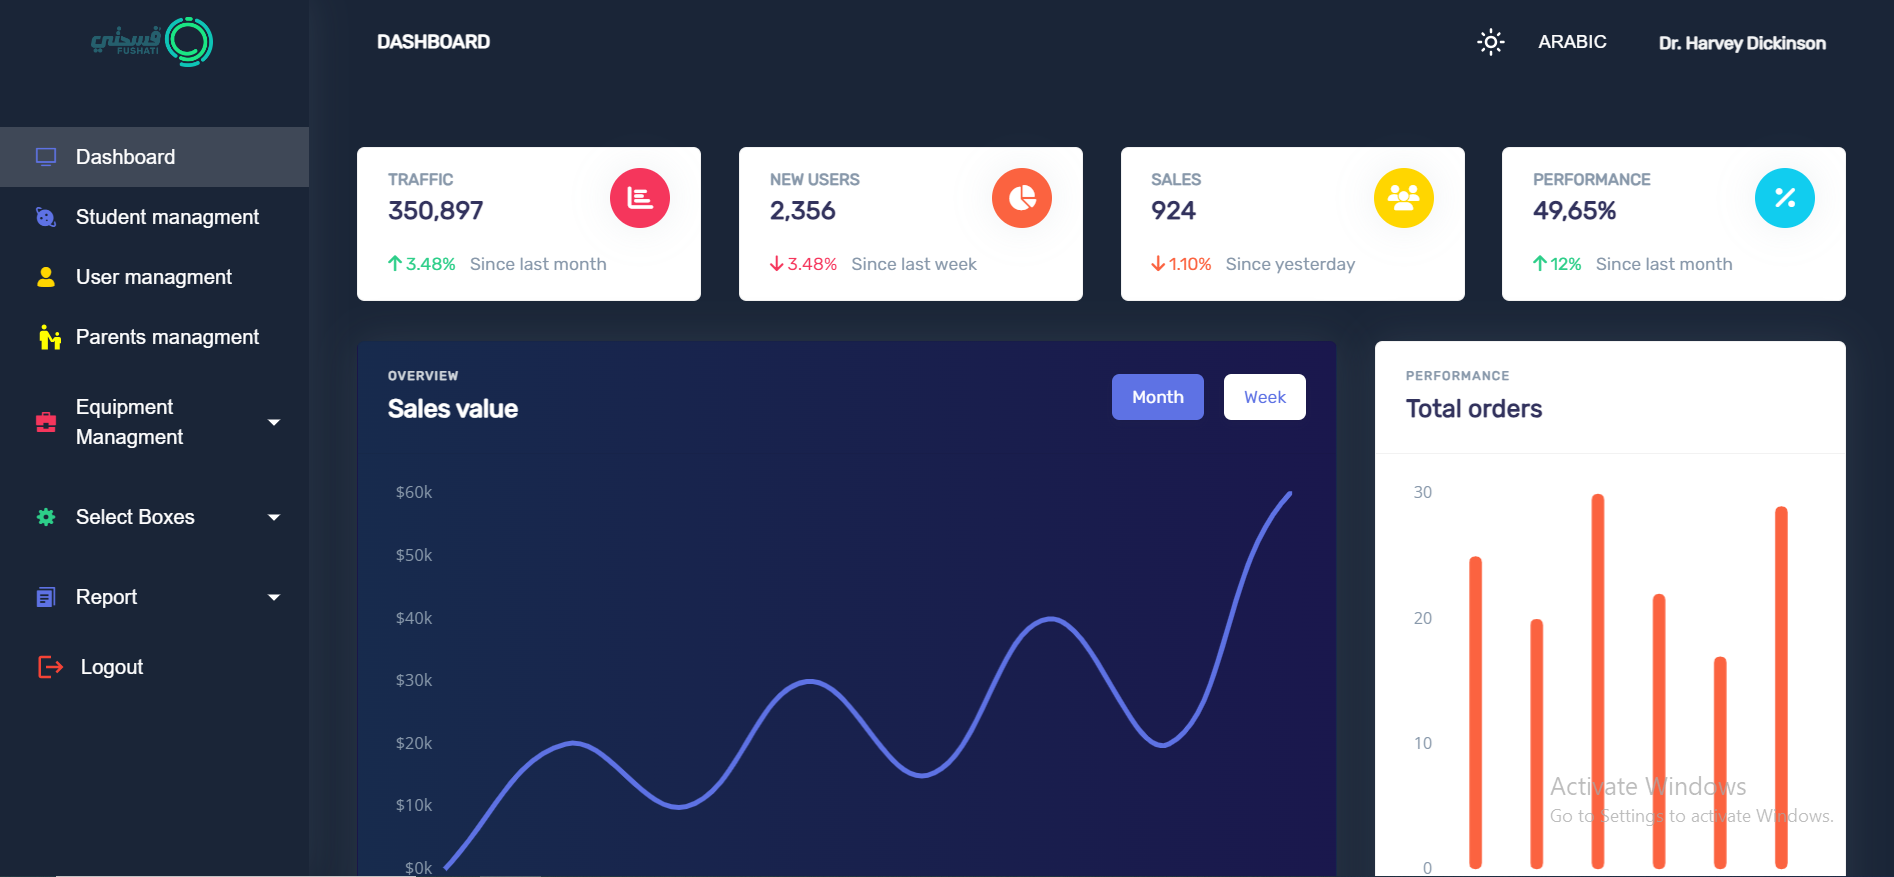 فسحتي
FUSHATI
DASHBOARD
ARABIC
Dr. Harvey Dickinson
Dashboard
Student managment
User managment
Parents managment
Equipment
Managment
Select Boxes
Report
Logout
TRAFFIC
350,897
3.48% Since last month
NEW USERS
2,356
3.48% Since last week
SALES
924
1.10% Since yesterday
PERFORMANCE
49,65%
12% Since last month
OVERVIEW
Sales value
Month
Week
$60k
$50k
$40k
$30k
$20k
$10k
$0k
PERFORMANCE
Total orders
30
20
10
0
Activate Windows
Go to Settings to activate Windows.